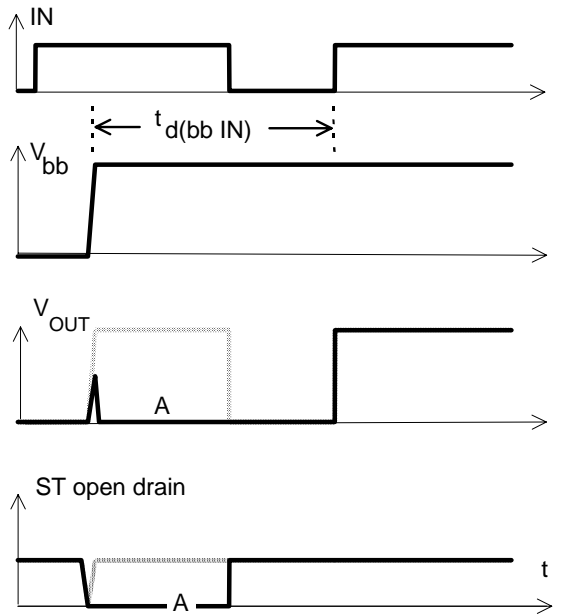 IN
t d(bb IN)
V bb
V OUT
A
ST open drain
t
A